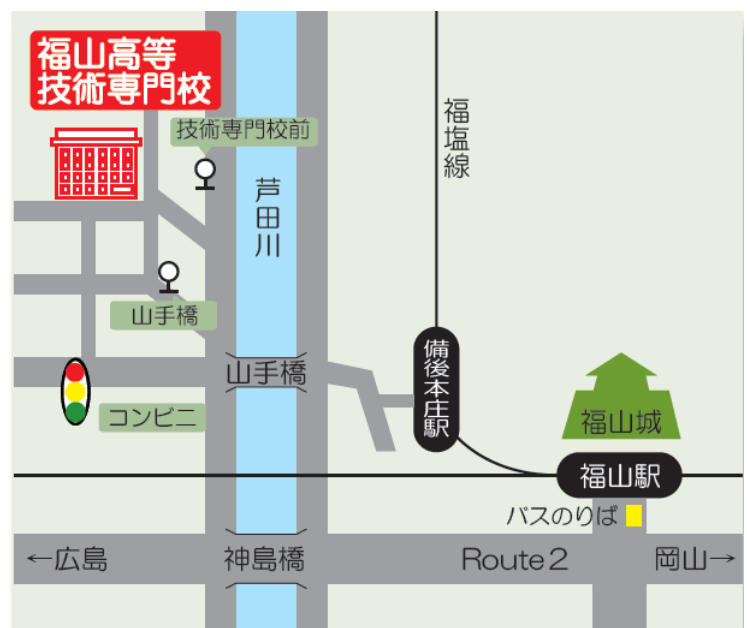 福山高等
技術専門校
技術専門校前
福塩線
芦田川
山手橋
山手橋
備後本庄駅
コンビニ
福山城
福山駅
バスのりば
←広島
神島橋
Route 2
岡山→